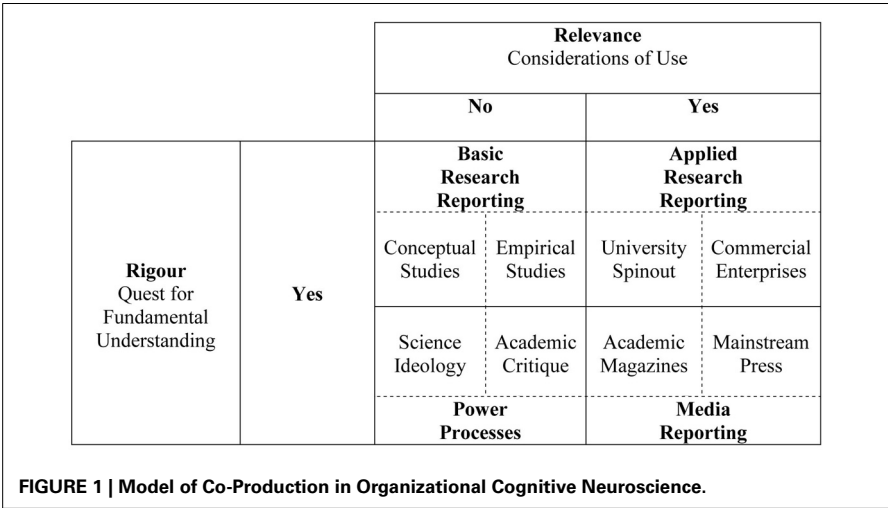 Relevance
Considerations of Use
No Yes
Basic Research Reporting
Applied Research Reporting
Rigour
Quest for
Fundamental
Understanding
Yes
Conceptual Studies
Empirical Studies
University Spinout
Commercial Enterprises
Science Ideology
Academic Critique
Academic Magazines
Mainstream Press
Power Processes
Media Reporting
FIGURE 1 | Model of Co-Production in Organizational Cognitive Neuroscience.